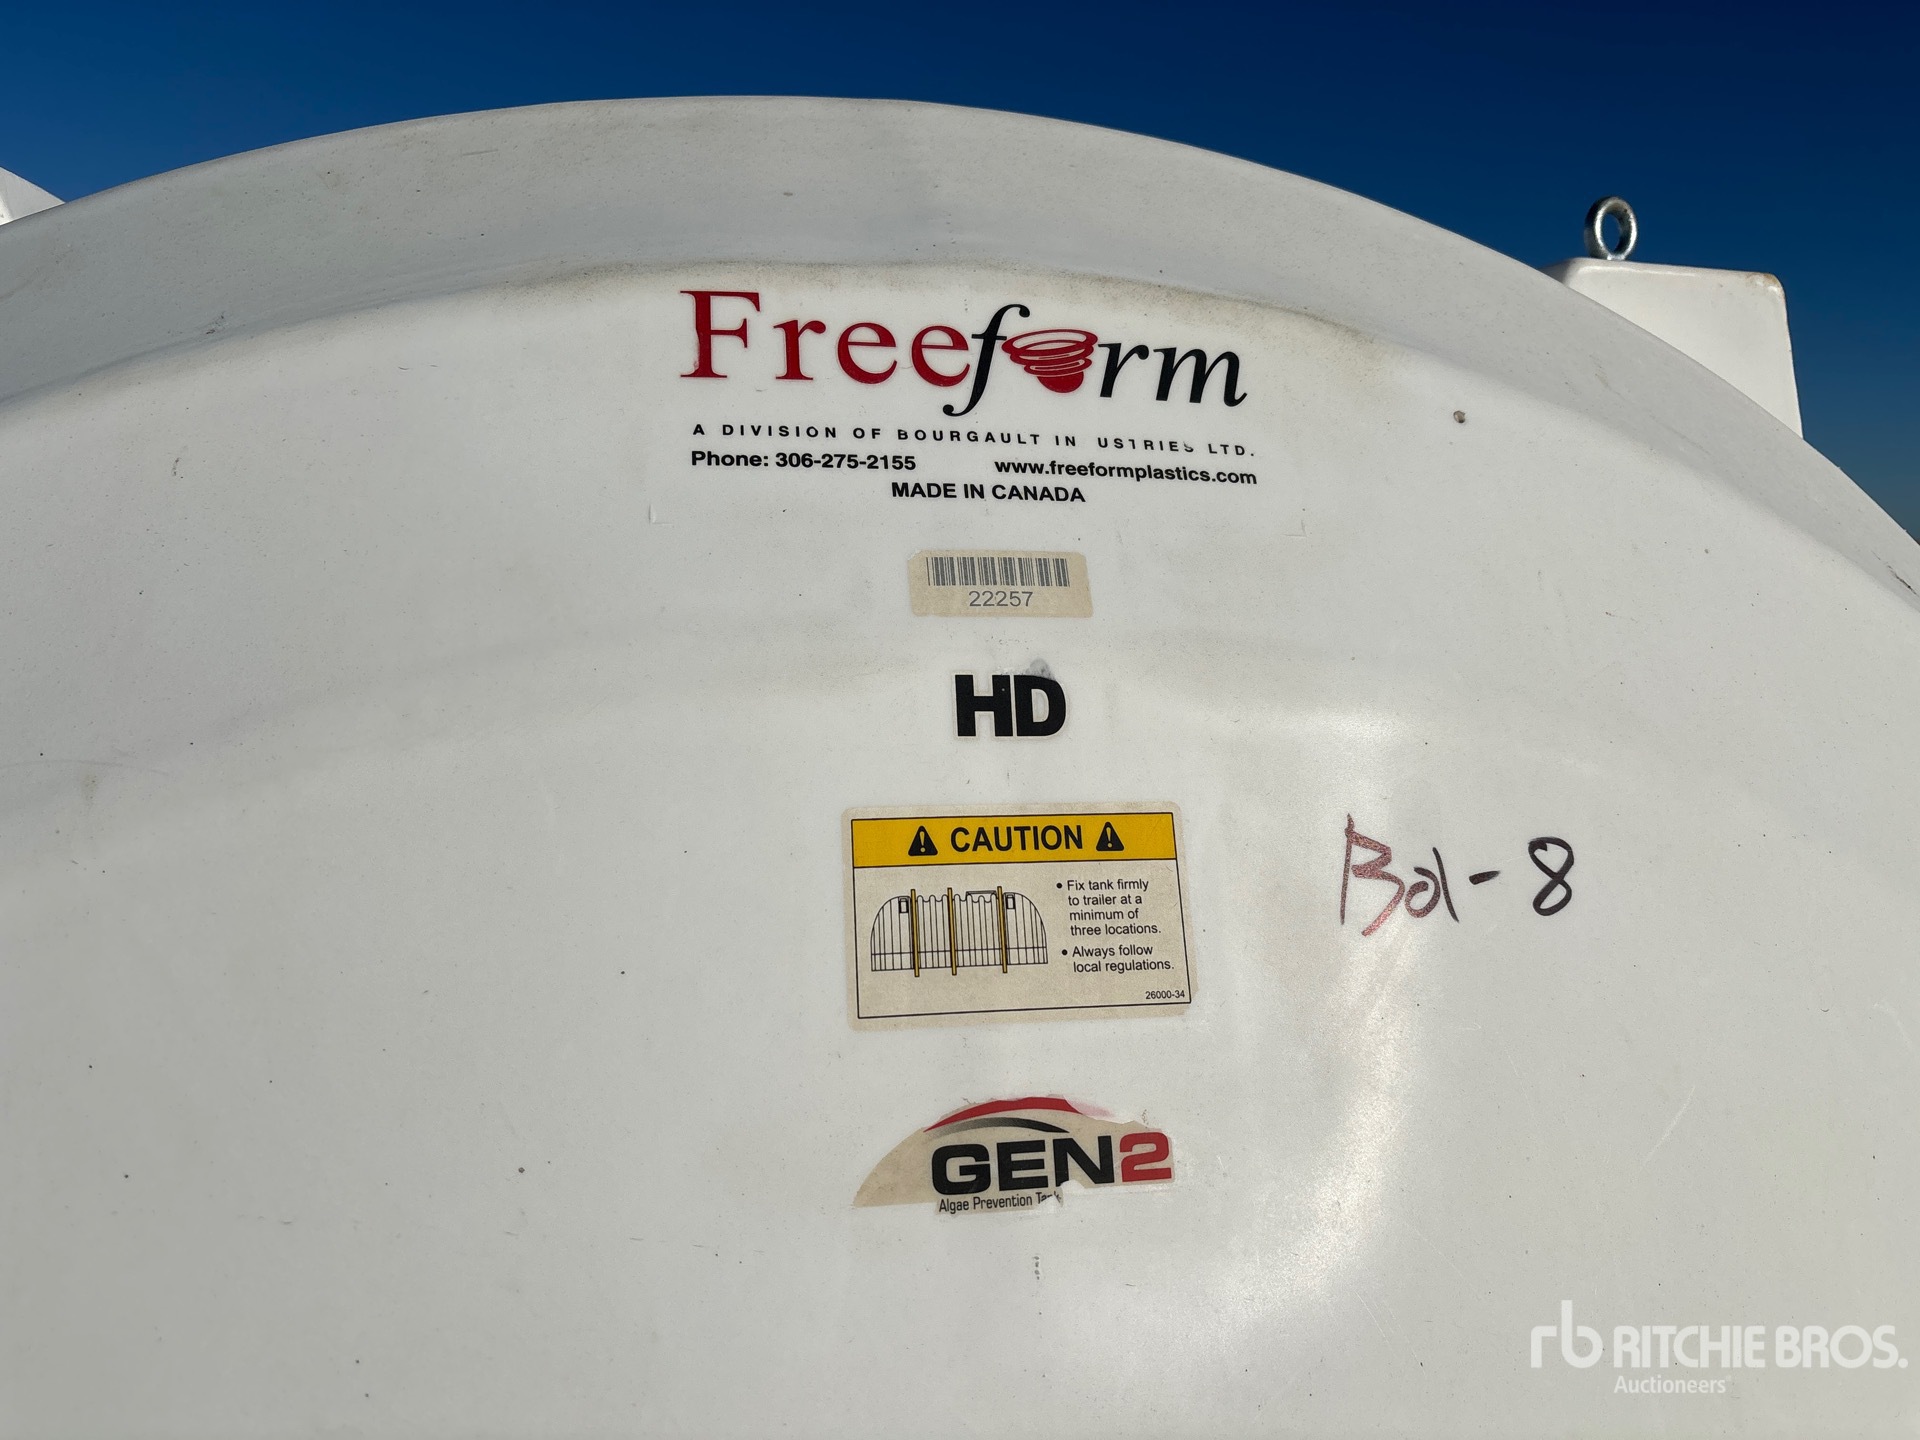 Freeform
A DIVISION OF BOURGAULT IN USTRIES LTD.
Phone: 306-275-2155 www.freeformplastics.com
MADE IN CANADA
22257
HD
CAUTION
• Fix tank firmly
to trailer at a
minimum of
three locations.
• Always follow
local regulations.
26000-34
GEN2
Algae Prevention
- 8
rb RITCHIE BROS.
Auctioneers